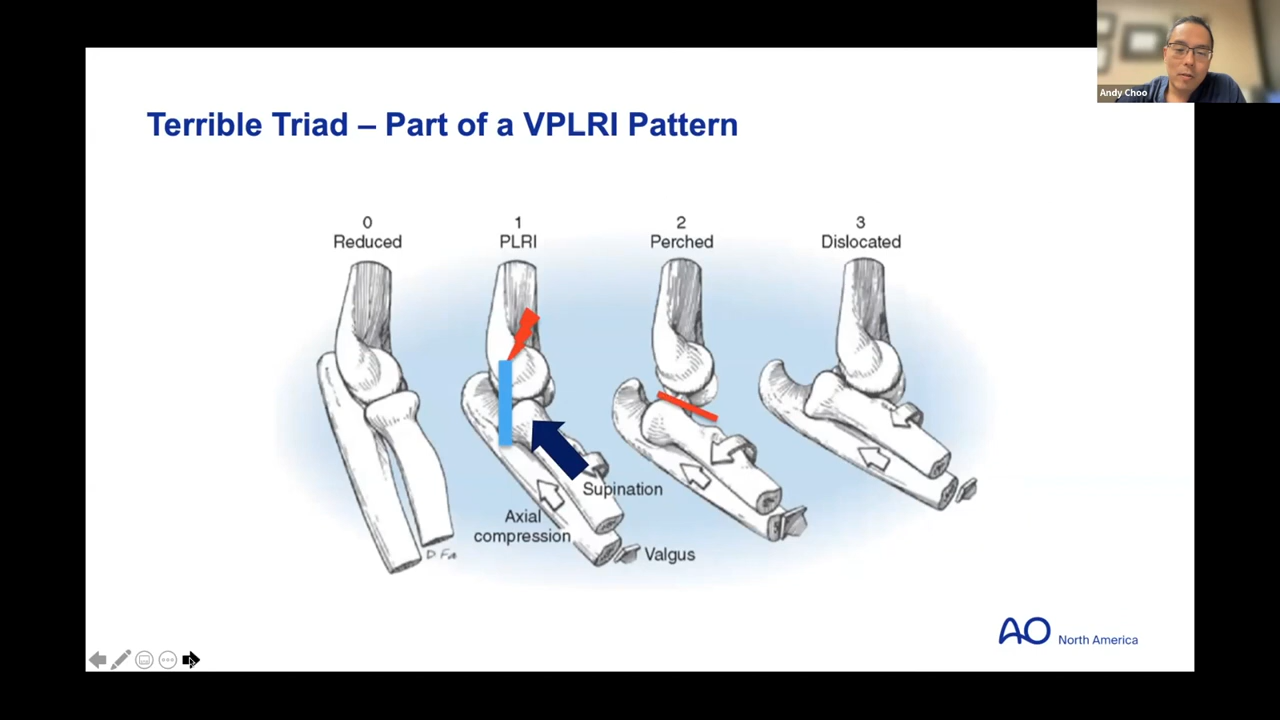 Andy Choo
Terrible Triad – Part of a VPLRI Pattern
0
Reduced
1
PLRI
2
Perched
3
Dislocated
Supination
Axial
compression
Valgus
AO
North America